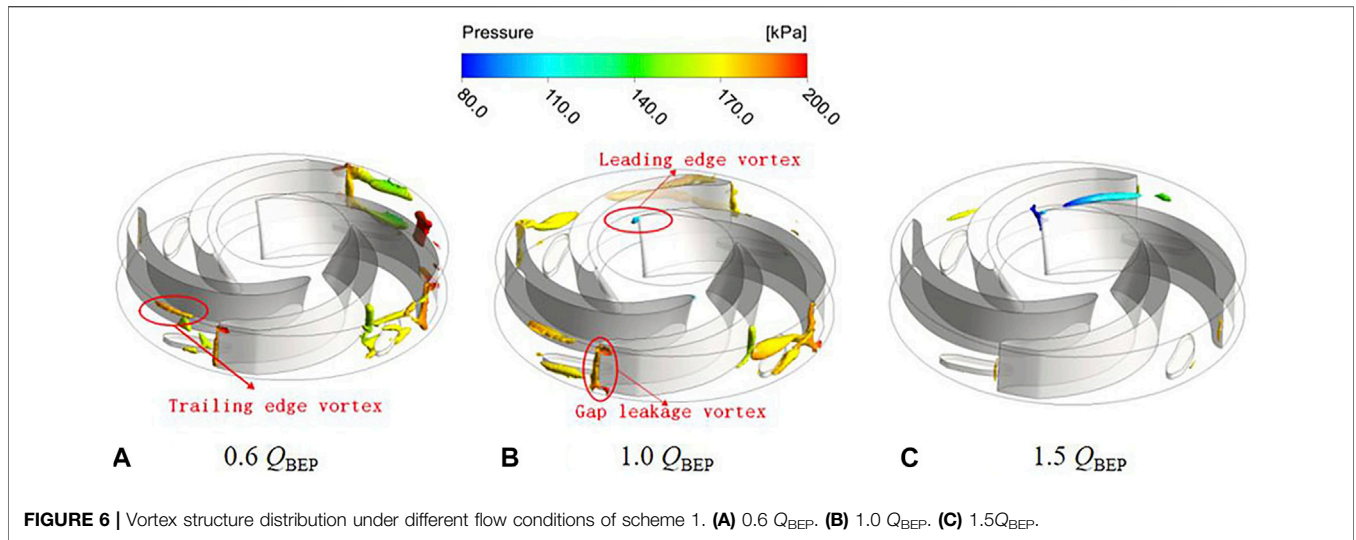 Pressure [kPa]
80.0 110.0 140.0 170.0 200.0
Leading edge vortex
Trailing edge vortex
Gap leakage vortex
A 0.6 QBEP B 1.0 QBEP C 1.5 QBEP
FIGURE 6 | Vortex structure distribution under different flow conditions of scheme 1. (A) 0.6 QBEP. (B) 1.0 QBEP. (C) 1.5QBEP.